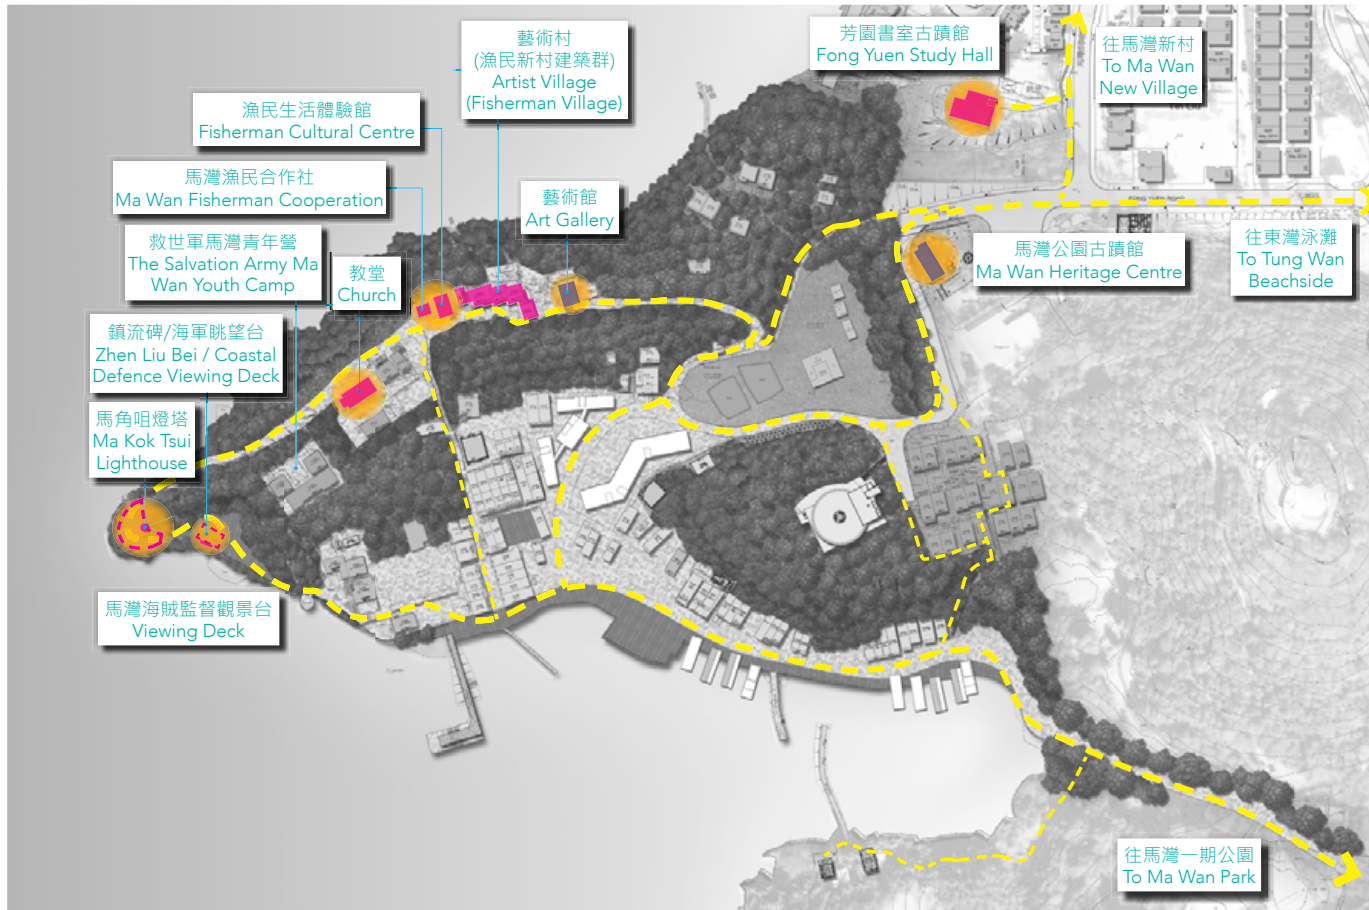 藝術村
(漁民新村建築群)
Artist Village
(Fisherman Village)
芳園書室古蹟館
Fong Yuen Study Hall
往馬灣新村
To Ma Wan
New Village
漁民生活體驗館
Fisherman Cultural Centre
馬灣漁民合作社
Ma Wan Fisherman Cooperation
藝術館
Art Gallery
FONG YUEN ROAD
救世軍馬灣青年營
The Salvation Army Ma
Wan Youth Camp
教堂
Church
馬灣公園古蹟館
Ma Wan Heritage Centre
往東灣泳灘
To Tung Wan
Beachside
鎮流碑/海軍眺望台
Zhen Liu Bei / Coastal
Defence Viewing Deck
馬角咀燈塔
Ma Kok Tsui
Lighthouse
馬灣海賊監督觀景台
Viewing Deck
往馬灣一期公園
To Ma Wan Park